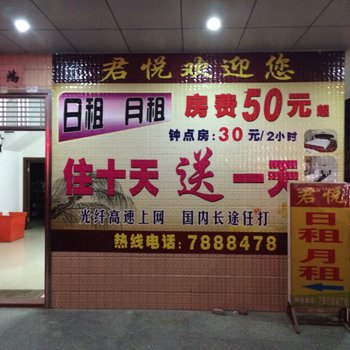 君悦欢迎您
日租 月租 房费50元起
钟点房:30元/2小时
住十天送一天
光纤高速上网 国内长途任打
热线电话:7888478
君悦
日租
月租
7888478
鸿